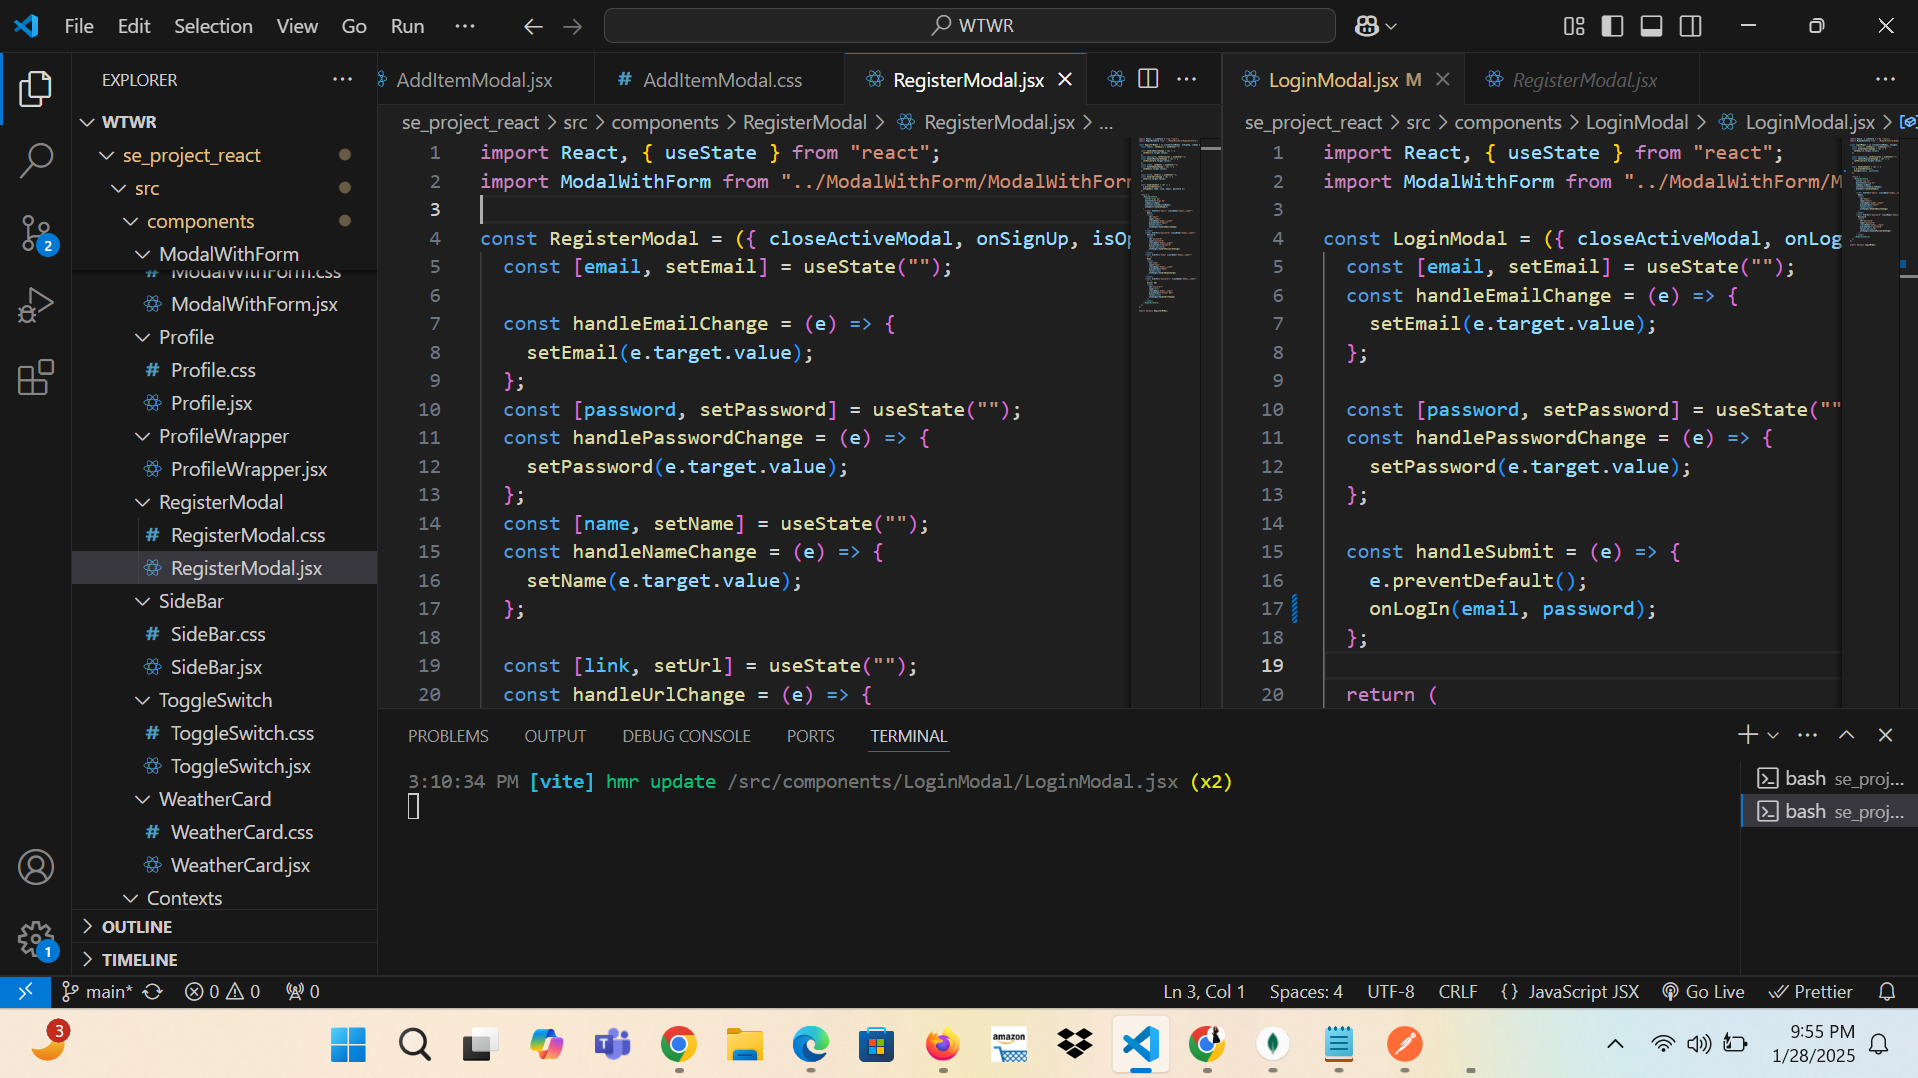 File Edit Selection View Go Run ··· WTWR
EXPLORER ···
WTWR
se_project_react
src
components
ModalWithForm
ModalWithForm.css
ModalWithForm.jsx
Profile
# Profile.css
Profile.jsx
ProfileWrapper
ProfileWrapper.jsx
RegisterModal
# RegisterModal.css
RegisterModal.jsx
SideBar
# SideBar.css
SideBar.jsx
ToggleSwitch
# ToggleSwitch.css
ToggleSwitch.jsx
WeatherCard
# WeatherCard.css
WeatherCard.jsx
Contexts
OUTLINE
TIMELINE
2
1
AddItemModal.jsx # AddItemModal.css RegisterModal.jsx ···
se_project_react > src > components > RegisterModal > RegisterModal.jsx > ...
1 import React, { useState } from "react";
2 import ModalWithForm from "../ModalWithForm/ModalWithForm
3
4 const RegisterModal = ({ closeActiveModal, onSignUp, isOp
5 const [email, setEmail] = useState("");
6
7 const handleEmailChange = (e) => {
8 setEmail(e.target.value);
9 };
10 const [password, setPassword] = useState("");
11 const handlePasswordChange = (e) => {
12 setPassword(e.target.value);
13 };
14 const [name, setName] = useState("");
15 const handleNameChange = (e) => {
16 setName(e.target.value);
17 };
18
19 const [link, setUrl] = useState("");
20 const handleUrlChange = (e) => {
LoginModal.jsx M RegisterModal.jsx ···
se_project_react > src > components > LoginModal > LoginModal.jsx >
1 import React, { useState } from "react";
2 import ModalWithForm from "../ModalWithForm/M
3
4 const LoginModal = ({ closeActiveModal, onLog
5 const [email, setEmail] = useState("");
6 const handleEmailChange = (e) => {
7 setEmail(e.target.value);
8 };
9
10 const [password, setPassword] = useState(""
11 const handlePasswordChange = (e) => {
12 setPassword(e.target.value);
13 };
14
15 const handleSubmit = (e) => {
16 e.preventDefault();
17 onLogIn(email, password);
18 };
19
20 return (
PROBLEMS OUTPUT DEBUG CONSOLE PORTS TERMINAL
3:10:34 PM [vite] hmr update /src/components/LoginModal/LoginModal.jsx (x2)
bash se_proj...
bash se_proj...
main* 0 0 0 Ln 3, Col 1 Spaces: 4 UTF-8 CRLF {} JavaScript JSX Go Live Prettier
3
amazon
9:55 PM
1/28/2025